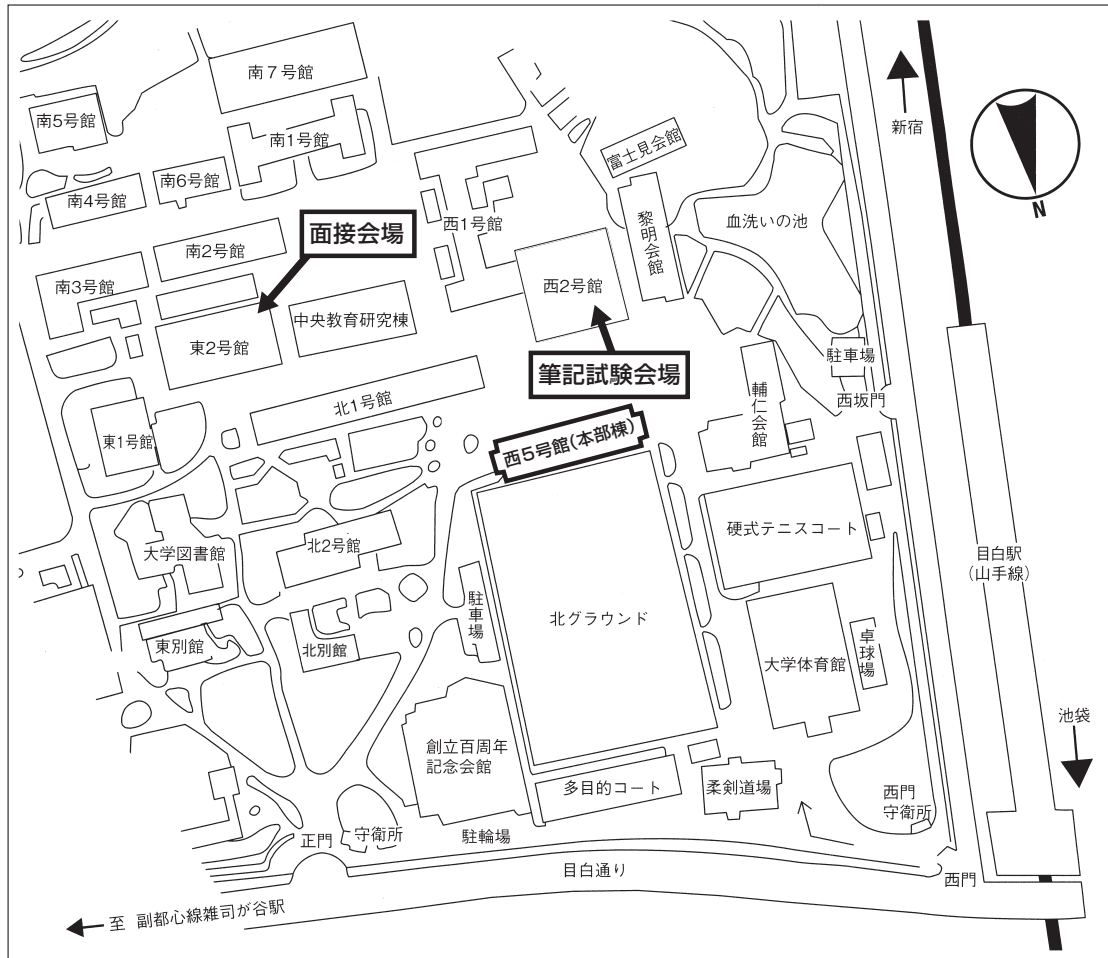 南7号館
南5号館
南1号館
新宿
富士見会館
南6号館
南4号館
N
面接会場
西1号館
黎明会館
血洗いの池
南2号館
南3号館
西2号館
中央教育研究棟
東2号館
駐車場
筆記試験会場
輔仁会館
西坂門
北1号館
東1号館
西5号館(本部棟)
硬式テニスコート
大学図書館
北2号館
目白駅
(山手線)
駐車場
北グラウンド
東別館
北別館
大学体育館
卓球場
池袋
創立百周年
記念会館
多目的コート
柔剣道場
西門
守衛所
正門
守衛所
駐輪場
目白通り
西門
至 副都心線雑司が谷駅